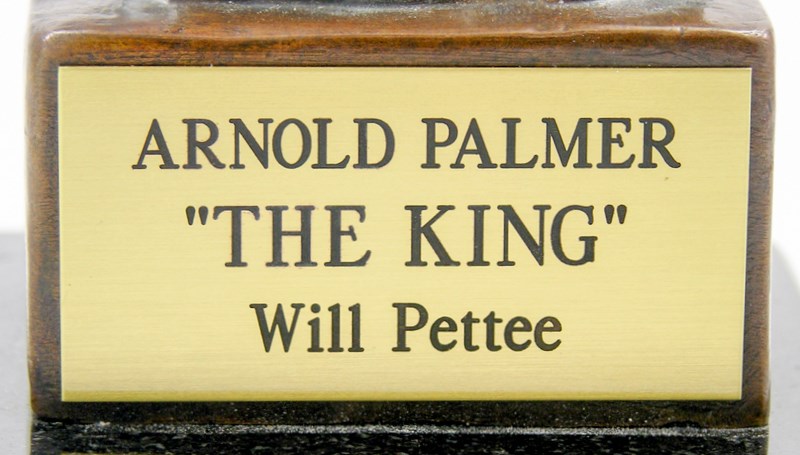 ARNOLD PALMER
"THE KING"
Will Pettee